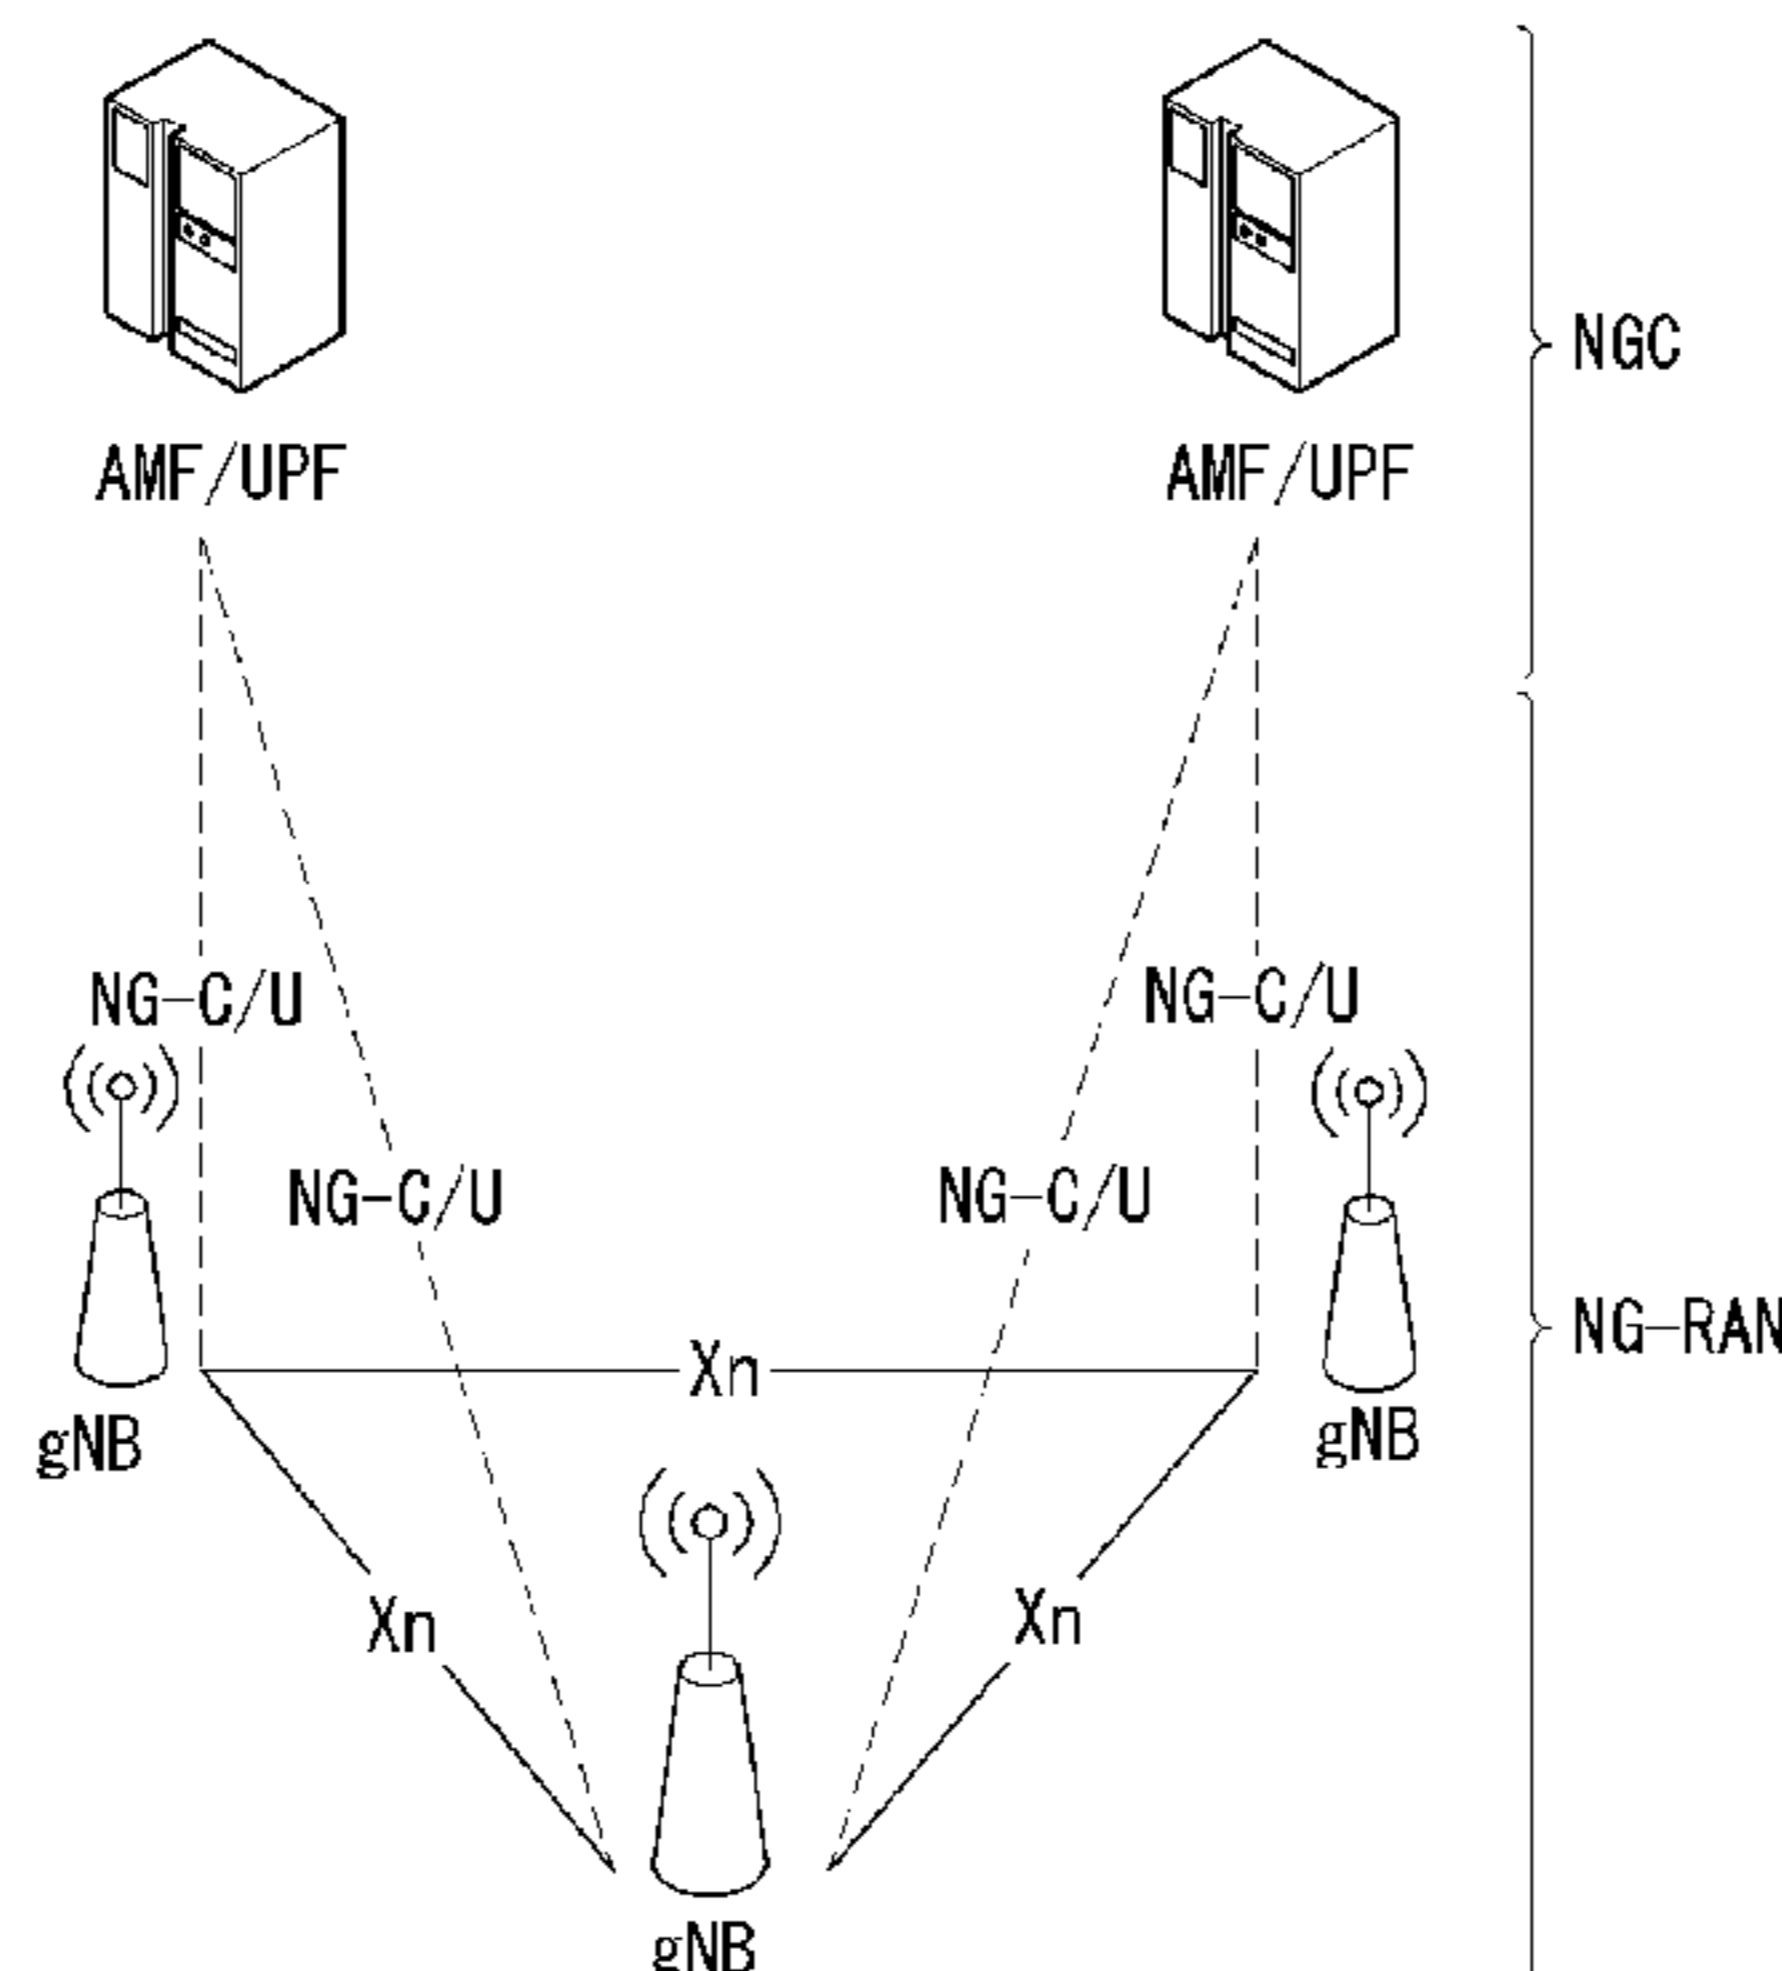 NGC
AMF/UPF
AMF/UPF
NG-C/U
NG-C/U
NG-C/U
NG-C/U
NG-RAN
Xn
gNB
gNB
Xn
Xn
gNB